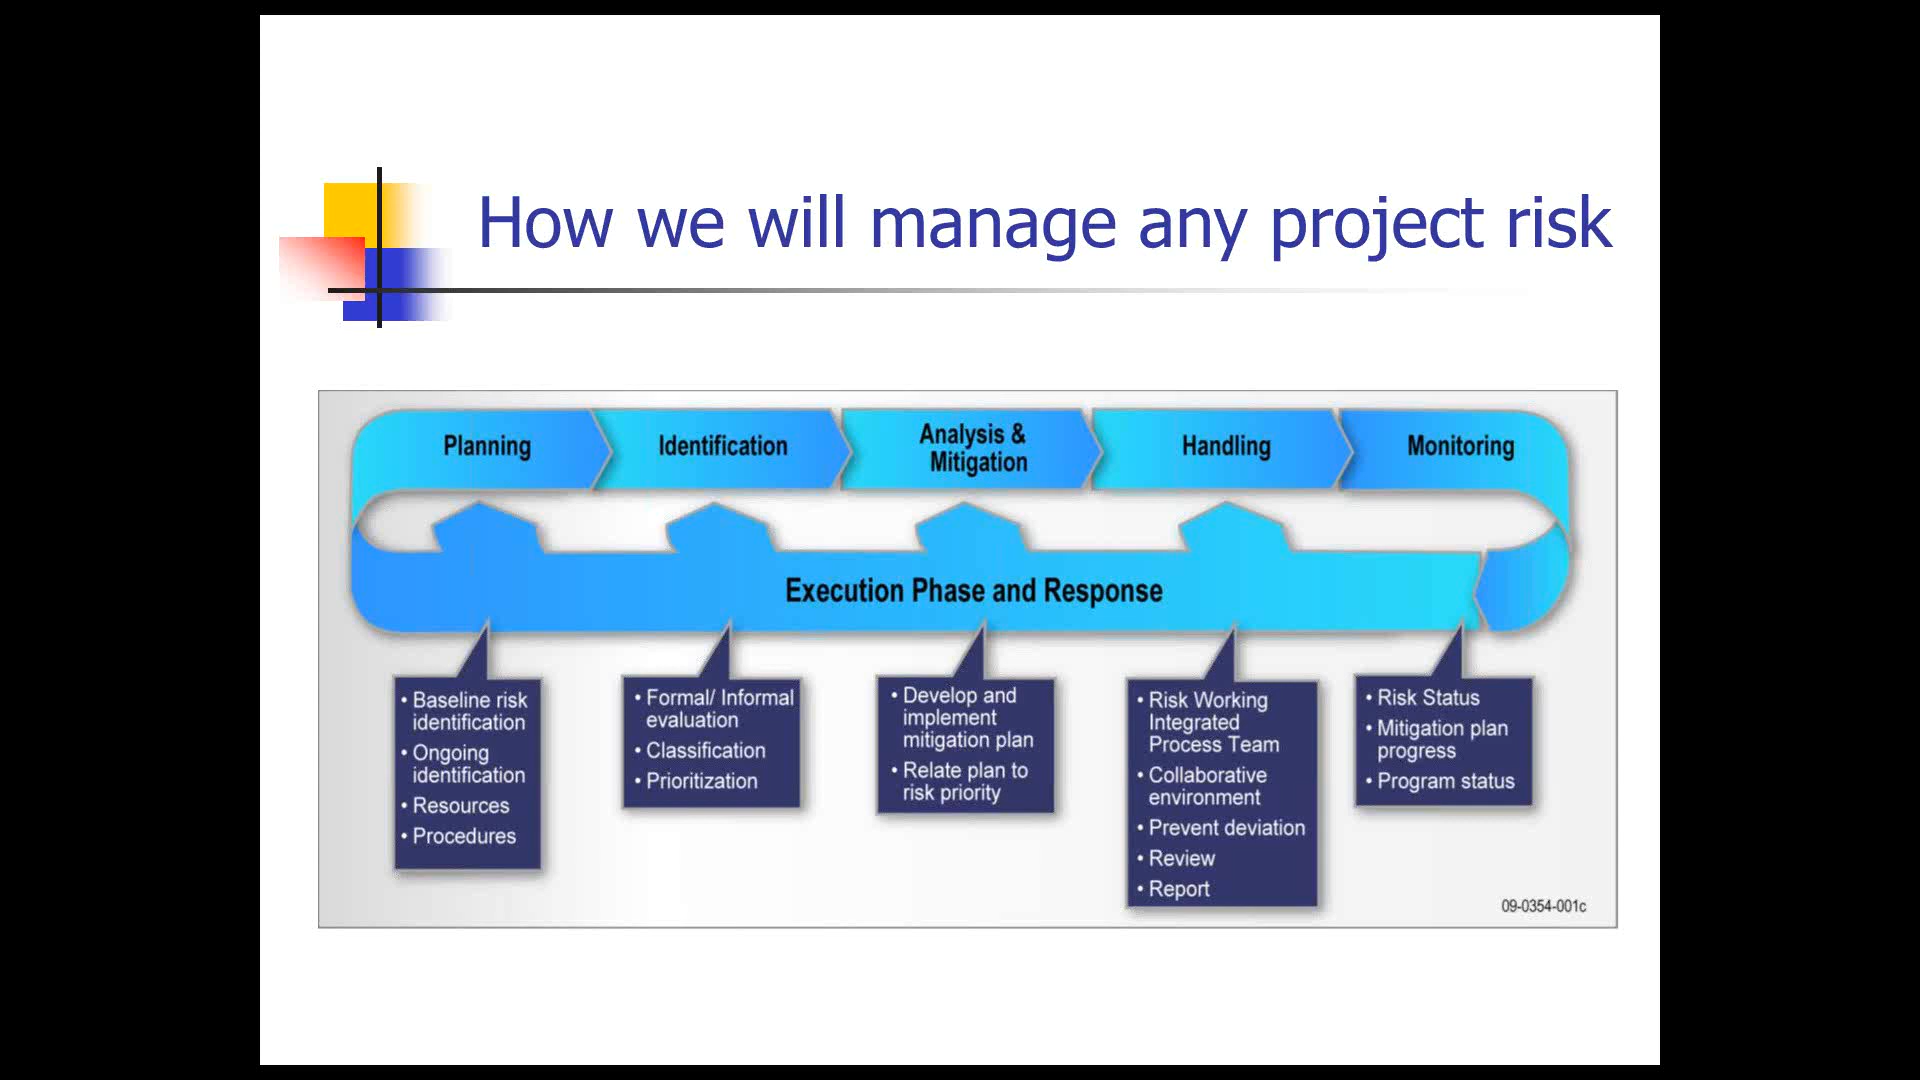 How we will manage any project risk
Planning
Identification
Analysis &
Mitigation
Handling
Monitoring
Execution Phase and Response
• Baseline risk
identification
• Ongoing
identification
• Resources
• Procedures
• Formal/ Informal
evaluation
• Classification
• Prioritization
• Develop and
implement
mitigation plan
• Relate plan to
risk priority
• Risk Working
Integrated
Process Team
• Collaborative
environment
• Prevent deviation
• Review
• Report
• Risk Status
• Mitigation plan
progress
• Program status
09-0354-001c